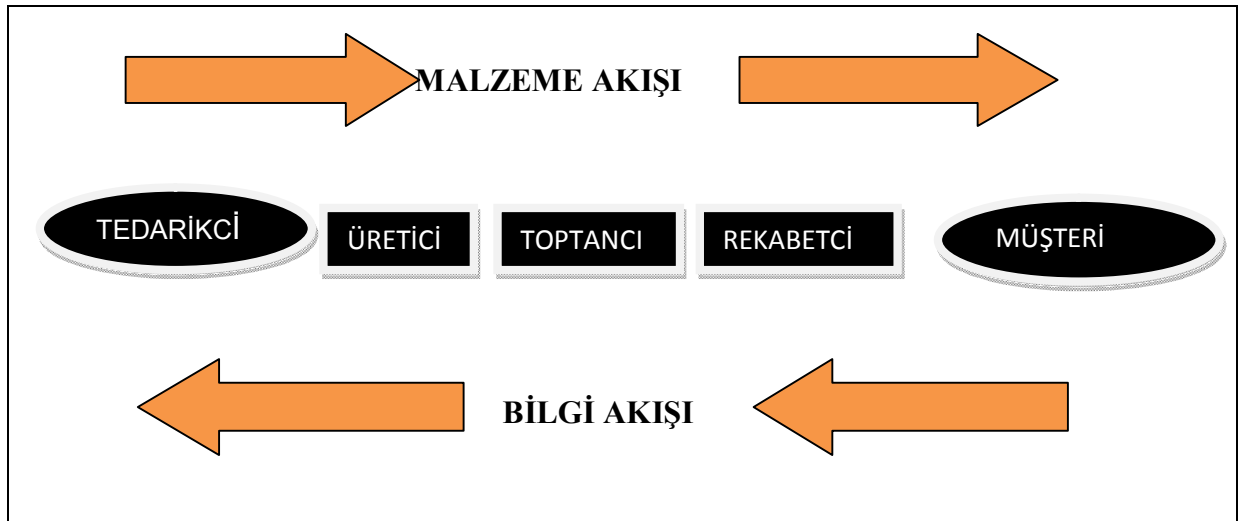 MALZEME AKIŞI
TEDARİKCİ
ÜRETİCİ
TOPTANCI
REKABETCİ
MÜŞTERİ
BİLGİ AKIŞI